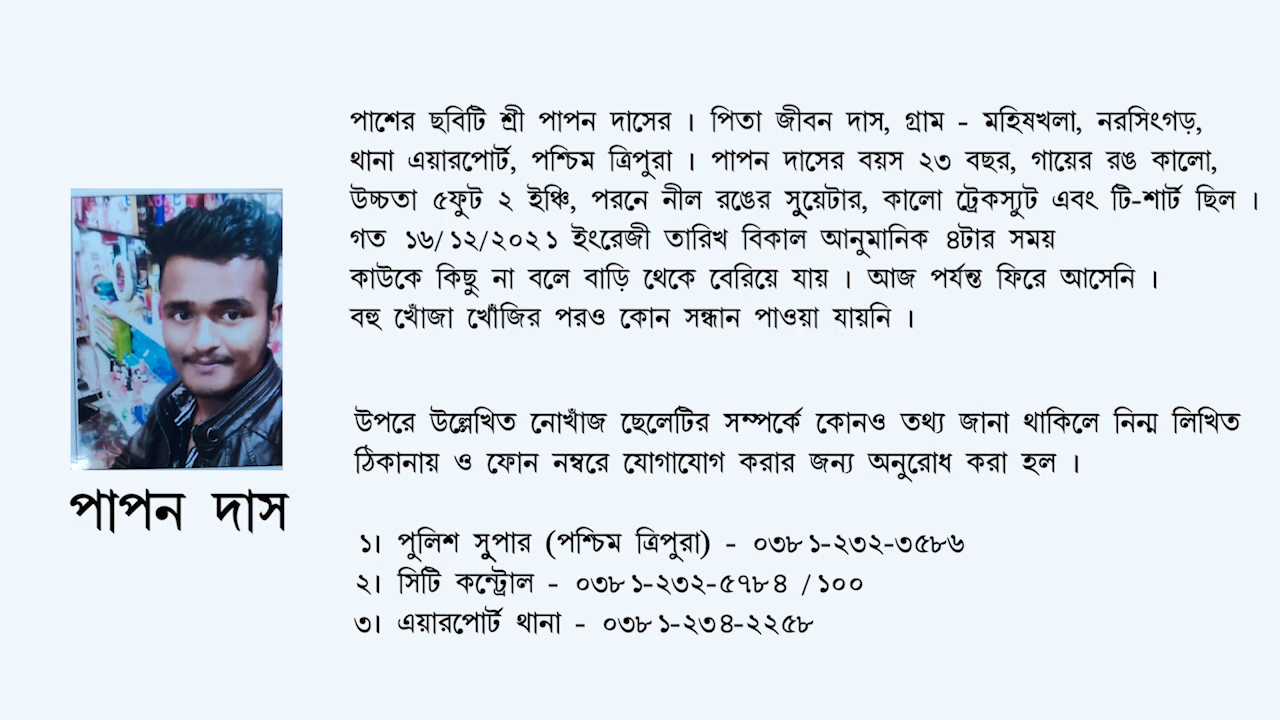 পাশের ছবিটি শ্রী পাপন দাসের । পিতা জীবন দাস, গ্রাম - মহিষখলা, নরসিংগড়,
থানা এয়ারপোর্ট, পশ্চিম ত্রিপুরা । পাপন দাসের বয়স ২৩ বছর, গায়ের রঙ কালো,
উচ্চতা ৫ফুট ২ ইঞ্চি, পরনে নীল রঙের সুয়েটার, কালো ট্রেকস্যুট এবং টি-শার্ট ছিল ।
গত ১৬/১২/২০২১ ইংরেজী তারিখ বিকাল আনুমানিক ৪টার সময়
কাউকে কিছু না বলে বাড়ি থেকে বেরিয়ে যায় । আজ পর্যন্ত ফিরে আসেনি ।
বহু খোঁজা খোঁজির পরও কোন সন্ধান পাওয়া যায়নি ।
উপরে উল্লেখিত নোখাঁজ ছেলেটির সম্পর্কে কোনও তথ্য জানা থাকিলে নিন্ম লিখিত
ঠিকানায় ও ফোন নম্বরে যোগাযোগ করার জন্য অনুরোধ করা হল ।
পাপন দাস
১। পুলিশ সুপার (পশ্চিম ত্রিপুরা) - ০৩৮১-২৩২-৩৫৮৬
২। সিটি কন্ট্রোল - ০৩৮১-২৩২-৫৭৮৪ /১০০
৩। এয়ারপোর্ট থানা - ০৩৮১-২৩৪-২২৫৮